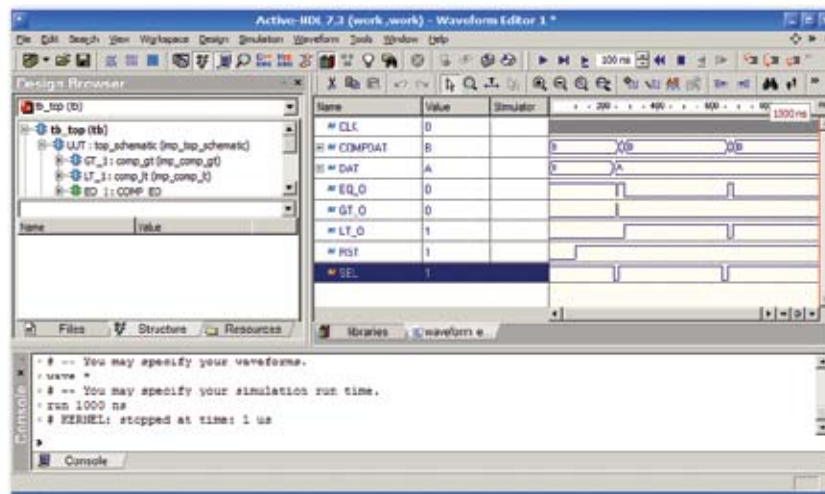 Active-HDL 7.3 (work ,work) - Waveform Editor 1 *
File Edit Search View Workspace Design Simulation Waveform Tools Window Help
100 ns
Design Browser
tb_top (tb)
tb_top (tb)
UUT : top_schematic (imp_top_schematic)
GT_1 : comp_gt (imp_comp_gt)
LT_1 : comp_lt (imp_comp_lt)
EQ_1 : COMP_EQ
Name Value
Files Structure Resources
Name Value Stimulator 200 400 600
1000 ns
CLK 0
COMPDAT B
DAT A
EQ_O 0
GT_O 0
LT_O 1
RST 1
SEL 1
libraries waveform e...
# -- You may specify your waveforms.
wave *
# -- You may specify your simulation run time.
run 1000 ns
# KERNEL: stopped at time: 1 us
>
Console
Console